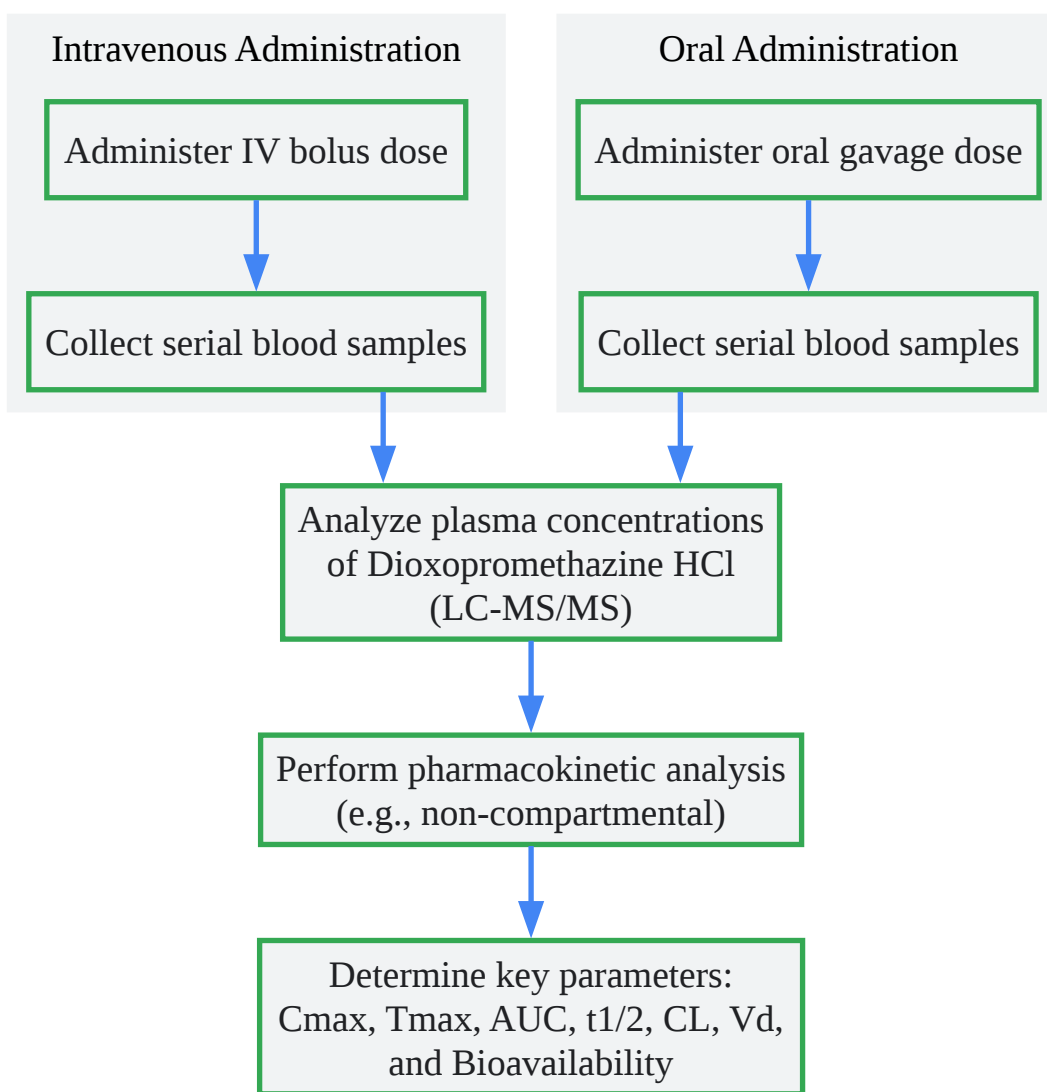 Intravenous Administration
Administer IV bolus dose
Collect serial blood samples
Oral Administration
Administer oral gavage dose
Collect serial blood samples
Analyze plasma concentrations
of Dioxopromethazine HCl
(LC-MS/MS)
Perform pharmacokinetic analysis
(e.g., non-compartmental)
Determine key parameters:
Cmax, Tmax, AUC, t1/2, CL, Vd,
and Bioavailability